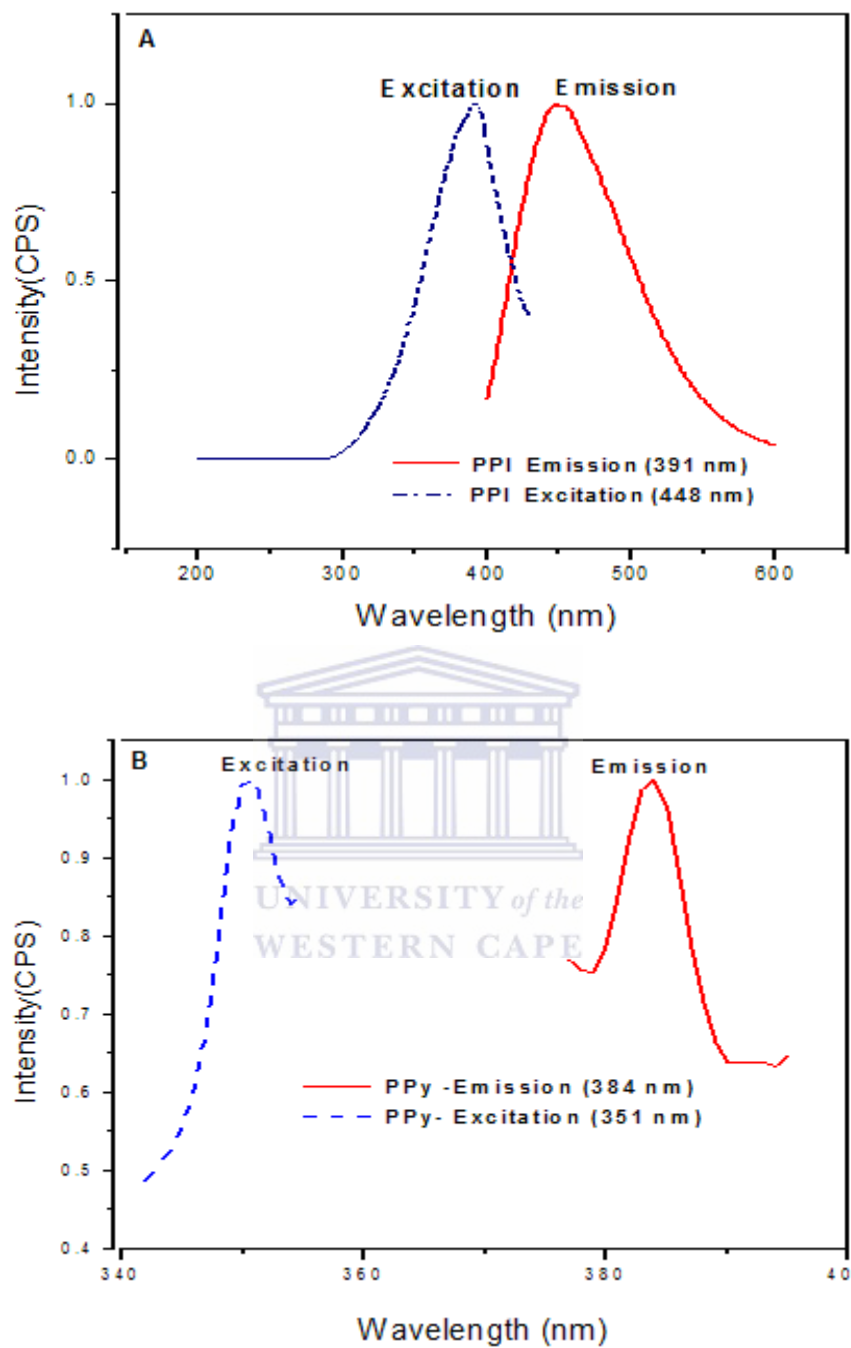 A
Excitation Emission
1.0
0.5
0.0
Intensity(CPS)
PPI Emission (391 nm)
PPI Excitation (448 nm)
200 300 400 500 600
Wavelength (nm)
B
Excitation Emission
1.0
0.9
0.8
0.7
0.6
0.5
0.4
Intensity(CPS)
UNIVERSITY of the
WESTERN CAPE
PPy -Emission (384 nm)
PPy- Excitation (351 nm)
340 360 380 40
Wavelength (nm)